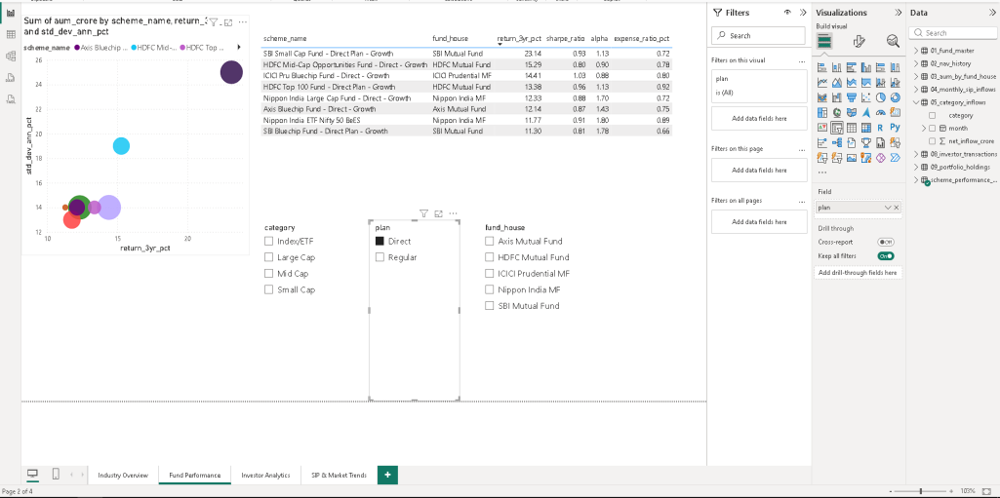 Sum of aum_crore by scheme_name, return_3
and std_dev_ann_pct
scheme_name Axis Bluechip ... HDFC Mid-... HDFC Top ...
std_dev_ann_pct
26
24
22
20
18
16
14
12
10 15 20
return_3yr_pct
scheme_name fund_house return_3yr_pct sharpe_ratio alpha expense_ratio_pct
SBI Small Cap Fund - Direct Plan - Growth SBI Mutual Fund 23.14 0.93 1.13 0.72
HDFC Mid-Cap Opportunities Fund - Direct - Growth HDFC Mutual Fund 15.29 0.80 0.90 0.78
ICICI Pru Bluechip Fund - Direct - Growth ICICI Prudential MF 14.41 1.03 0.88 0.80
HDFC Top 100 Fund - Direct Plan - Growth HDFC Mutual Fund 13.38 0.96 1.13 0.92
Nippon India Large Cap Fund - Direct - Growth Nippon India MF 12.33 0.88 1.70 0.72
Axis Bluechip Fund - Direct - Growth Axis Mutual Fund 12.14 0.87 1.43 0.75
Nippon India ETF Nifty 50 BeES Nippon India MF 11.77 0.91 1.80 0.89
SBI Bluechip Fund - Direct Plan - Growth SBI Mutual Fund 11.30 0.81 1.78 0.66
category
Index/ETF
Large Cap
Mid Cap
Small Cap
plan
Direct
Regular
fund_house
Axis Mutual Fund
HDFC Mutual Fund
ICICI Prudential MF
Nippon India MF
SBI Mutual Fund
Filters
Search
Filters on this visual ...
plan
is (All)
Add data fields here
Filters on this page ...
Add data fields here
Filters on all pages ...
Add data fields here
Visualizations
Build visual
R Py
...
Field
plan
Drill through
Cross-report Off
Keep all filters On
Add drill-through fields here
Data
Search
01_fund_master
02_nav_history
03_aum_by_fund_house
04_monthly_sip_inflows
05_category_inflows
category
month
Σ net_inflow_crore
08_investor_transactions
09_portfolio_holdings
scheme_performance_...
Industry Overview Fund Performance Investor Analytics SIP & Market Trends +
Page 2 of 4
- + 103%